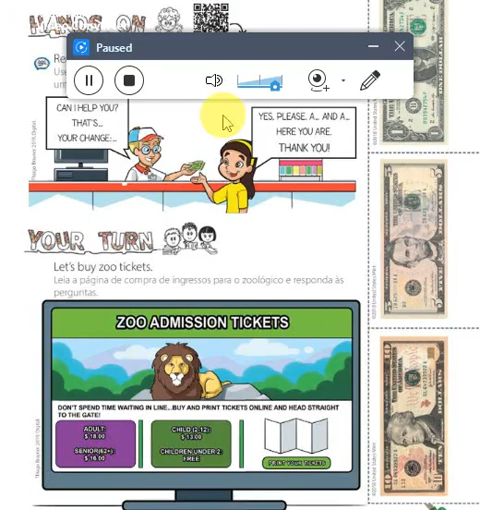 HANDS ON
Paused
Re
Us
um
CAN I HELP YOU?
THAT'S...
YOUR CHANGE:...
YES, PLEASE. A... AND A...
HERE YOU ARE.
THANK YOU!
YOUR TURN
Let's buy zoo tickets.
Leia a página de compra de ingressos para o zoológico e responda às
perguntas.
ZOO ADMISSION TICKETS
DON'T SPEND TIME WAITING IN LINE...BUY AND PRINT TICKETS ONLINE AND HEAD STRAIGHT
TO THE GATE!
ADULT:
$ 18.00
SENIOR(62+):
$ 16.00
CHILD (2-12):
$ 13.00
CHILDREN UNDER 2:
FREE
PRINT YOUR TICKETS